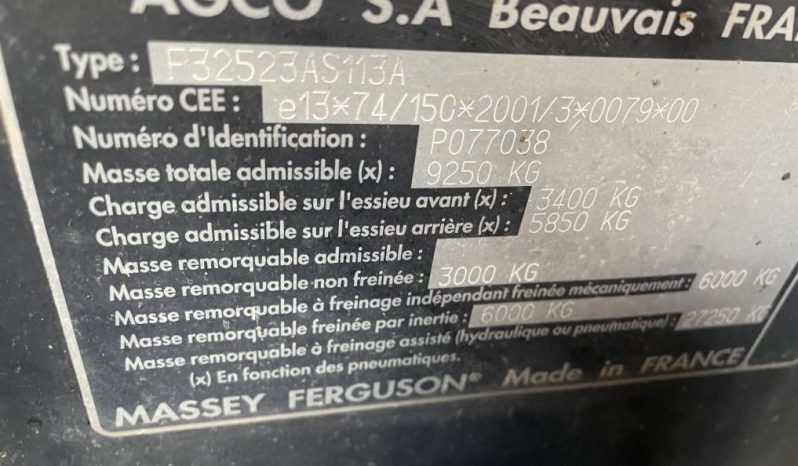 AGCO S.A Beauvais FRA
Type : F32523AS113A
Numéro CEE : e13*74/150*2001/3*0079*00
Numéro d'Identification : P077038
Masse totale admissible (x) : 9250 KG
Charge admissible sur l'essieu avant (x) : 3400 KG
Charge admissible sur l'essieu arrière (x) : 5850 KG
Masse remorquable admissible :
Masse remorquable non freinée : 3000 KG
Masse remorquable à freinage indépendant freinée mécaniquement : 6000 KG
Masse remorquable freinée par inertie : 6000 KG
Masse remorquable à freinage assisté (hydraulique ou pneumatique) : 27250 KG
(x) En fonction des pneumatiques.
MASSEY FERGUSON® Made in FRANCE